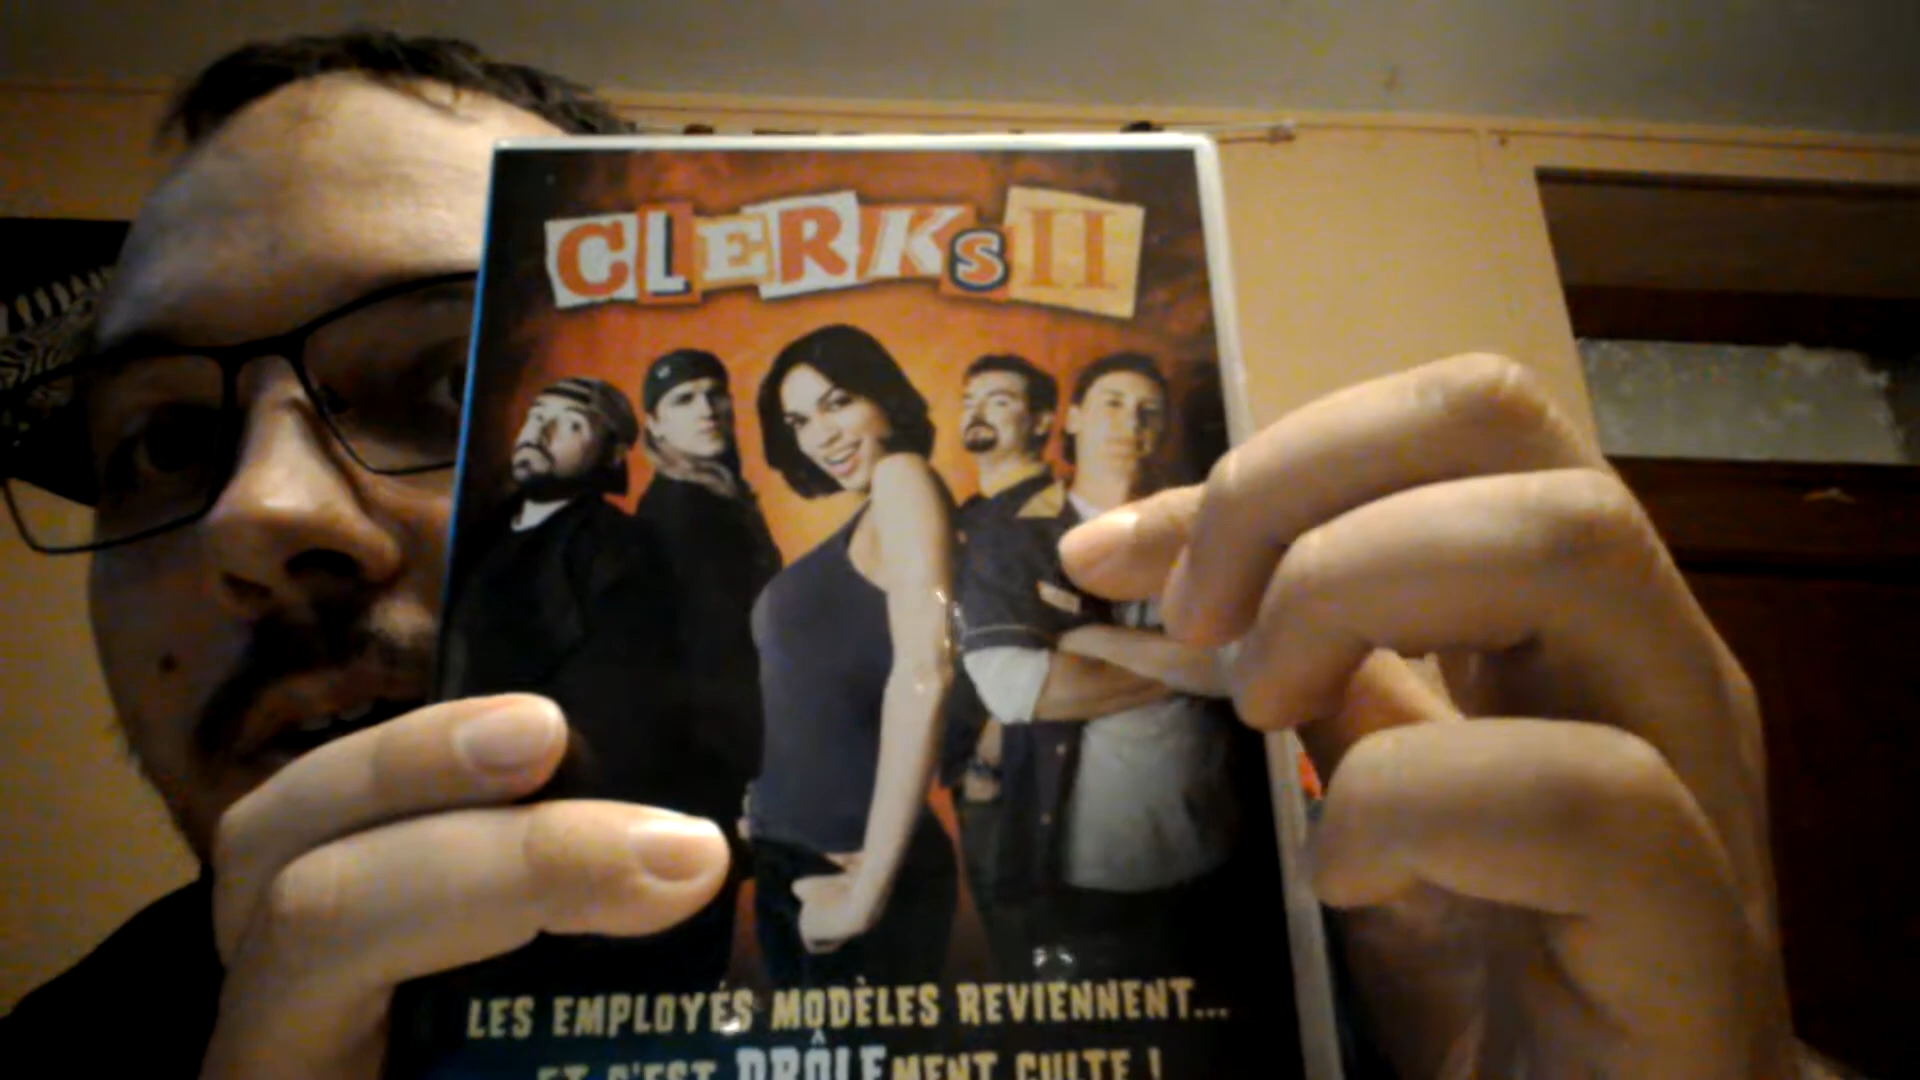 CLERKS II
LES EMPLOYÉS MODÈLES REVIENNENT...
ET C'EST DRÔLEMENT CULTE !